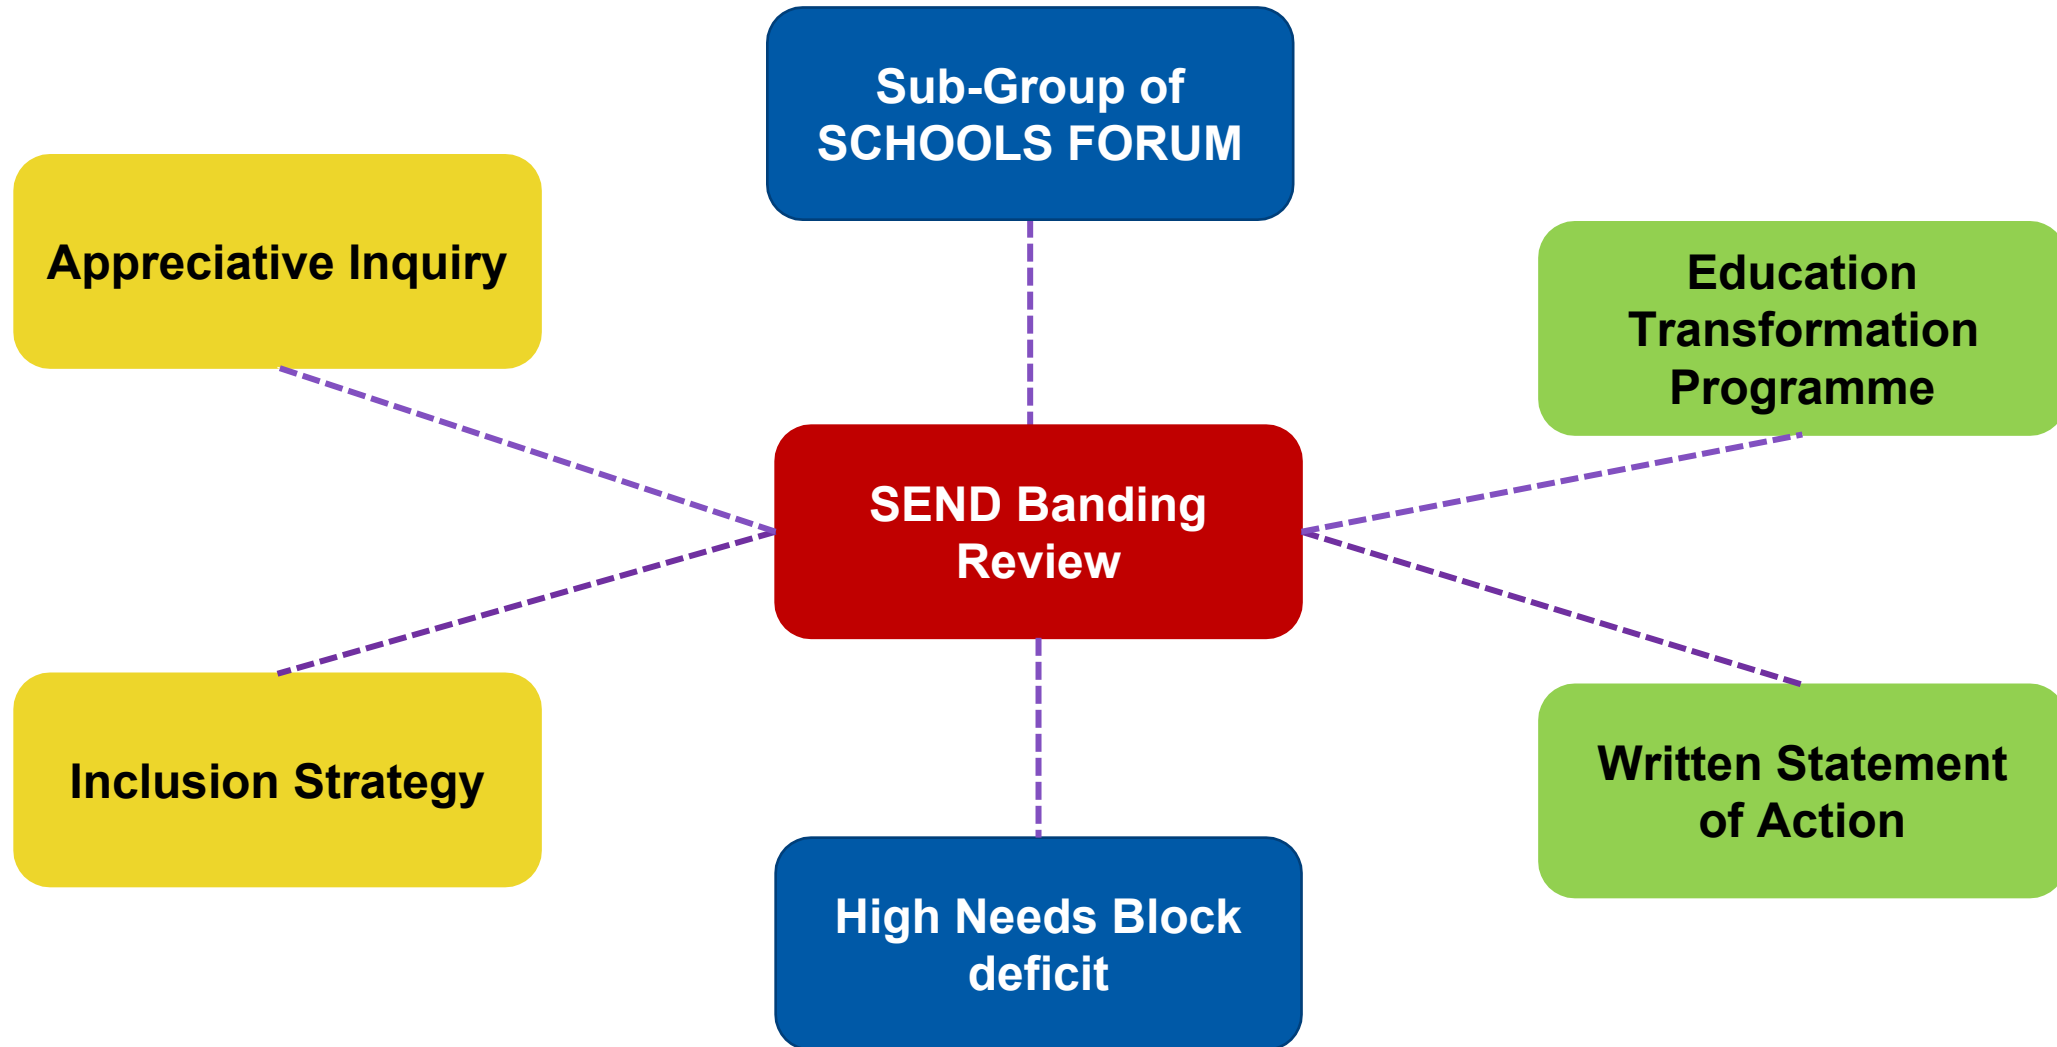 Sub-Group of
SCHOOLS FORUM
Appreciative Inquiry
Education
Transformation
Programme
SEND Banding
Review
Inclusion Strategy
Written Statement
of Action
High Needs Block
deficit